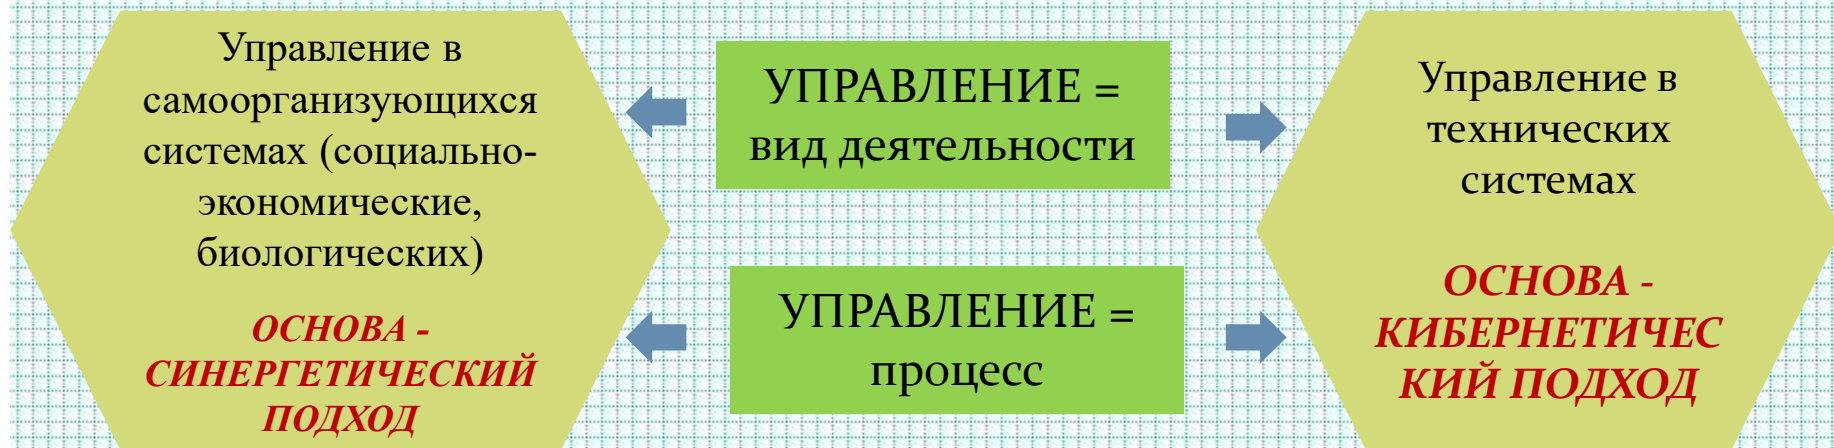 Управление в
самоорганизующихся
системах (социально-
экономические,
биологических)
ОСНОВА -
СИНЕРГЕТИЧЕСКИЙ
ПОДХОД
УПРАВЛЕНИЕ =
вид деятельности
УПРАВЛЕНИЕ =
процесс
Управление в
технических
системах
ОСНОВА -
КИБЕРНЕТИЧЕС
КИЙ ПОДХОД